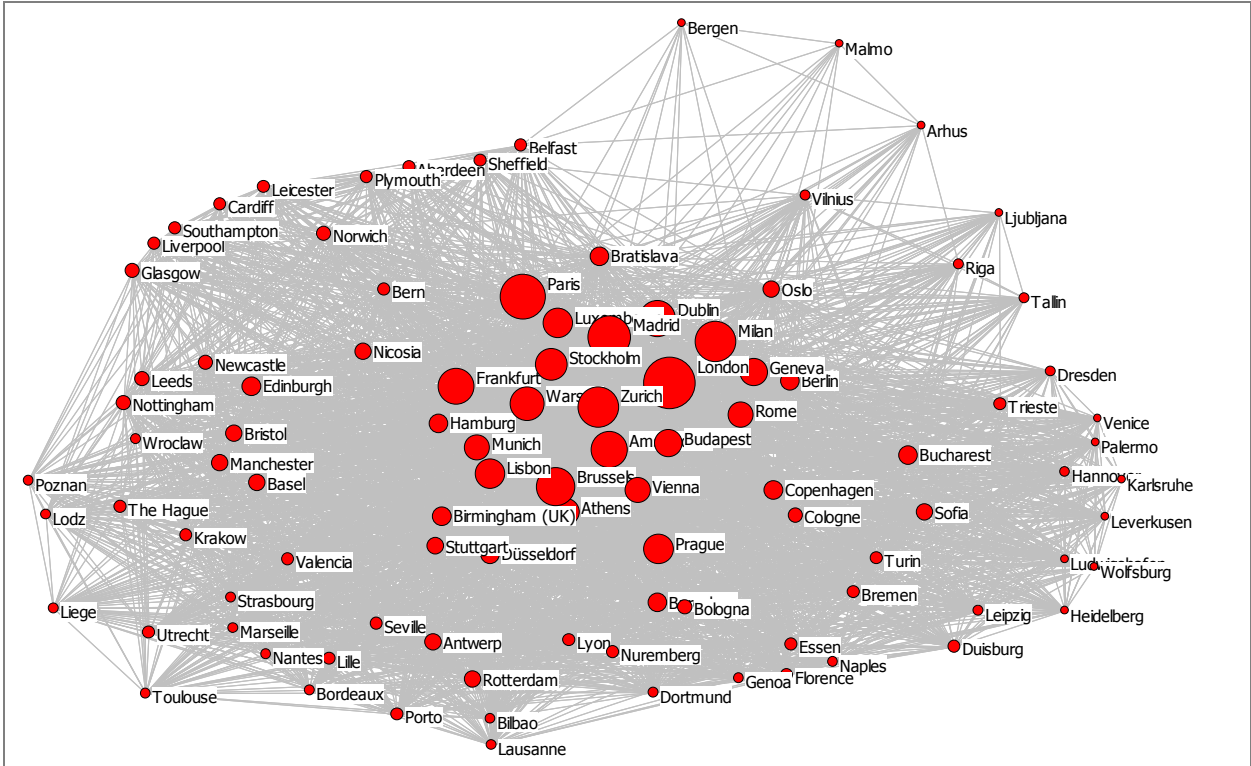 Bergen
Malmo
Arhus
Belfast
Sheffield
Aberdeen
Plymouth
Leicester
Vilnius
Cardiff
Ljubljana
Southampton
Norwich
Liverpool
Bratislava
Riga
Glasgow
Paris
Bern
Oslo
Tallin
Dublin
Madrid
Milan
Nicosia
Stockholm
Newcastle
London
Geneva
Dresden
Leeds
Edinburgh
Frankfurt
Berlin
Zurich
Nottingham
Trieste
Rome
Venice
Hamburg
Bristol
Wroclaw
Munich
Budapest
Palermo
Bucharest
Manchester
Lisbon
Hannover
Brussels
Basel
Poznan
Vienna
Copenhagen
Karlsruhe
The Hague
Athens
Lodz
Birmingham (UK)
Cologne
Sofia
Leverkusen
Krakow
Stuttgart
Düsseldorf
Prague
Valencia
Turin
Wolfsburg
Strasbourg
Bremen
Bologna
Liege
Leipzig
Heidelberg
Marseille
Seville
Utrecht
Antwerp
Lyon
Essen
Duisburg
Nuremberg
Nantes
Lille
Naples
Rotterdam
Genoa
Florence
Toulouse
Bordeaux
Dortmund
Porto
Bilbao
Lausanne